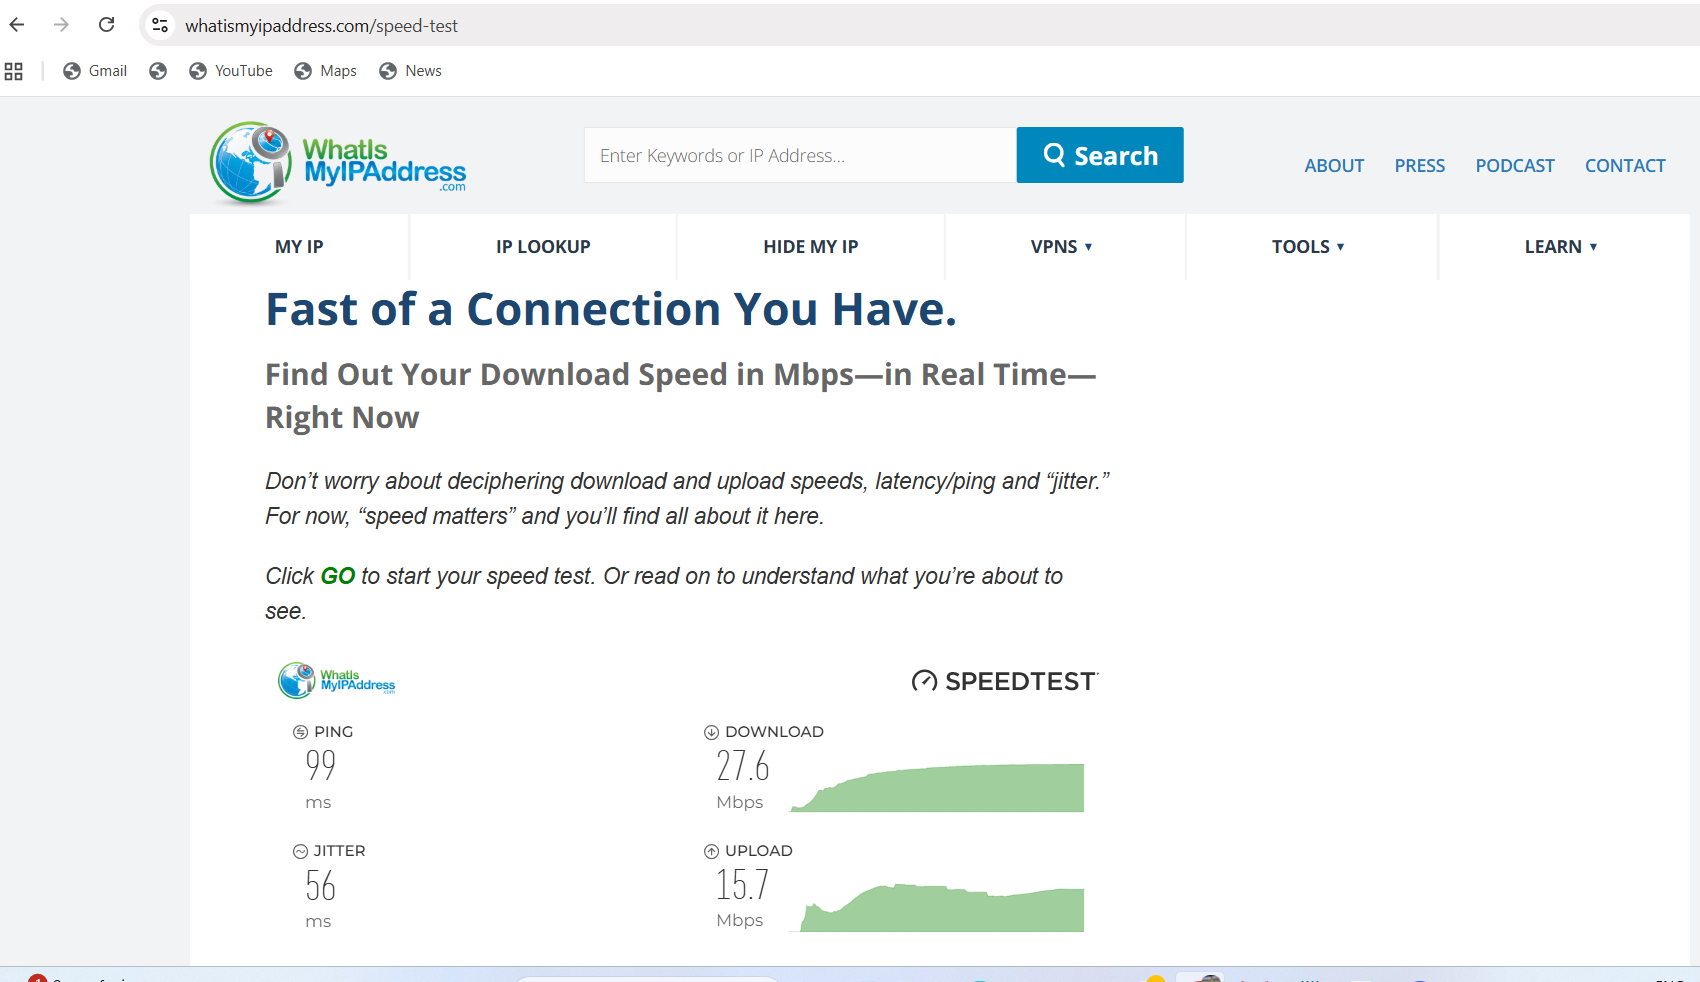 whatismyipaddress.com/speed-test
Gmail
YouTube
Maps
News
WhatIs
MyIPAddress
.com
Enter Keywords or IP Address...
Search
ABOUT
PRESS
PODCAST
CONTACT
MY IP
IP LOOKUP
HIDE MY IP
VPNS ▾
TOOLS ▾
LEARN ▾
Fast of a Connection You Have.
Find Out Your Download Speed in Mbps—in Real Time—
Right Now
Don’t worry about deciphering download and upload speeds, latency/ping and “jitter.”
For now, “speed matters” and you’ll find all about it here.
Click GO to start your speed test. Or read on to understand what you’re about to
see.
WhatIs
MyIPAddress
.com
SPEEDTEST
PING
99
ms
DOWNLOAD
27.6
Mbps
JITTER
56
ms
UPLOAD
15.7
Mbps